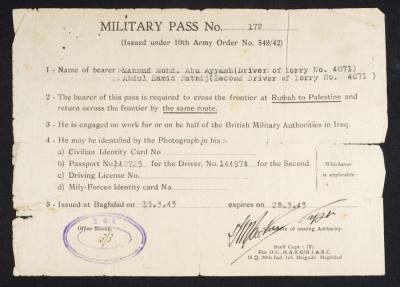 MILITARY PASS No. 172
(Issued under 10th Army Order No. 549/42)
1 - Name of bearer Mahmud Mohd. Abu Ayyash(Driver of lorry No. 4071)
Abdul Hamid (Second Driver of lorry No. 4071 )
2 - The bearer of this pass is required to cross the frontier at Rutbah to Palestine and
return across the frontier by the same route.
3 - He is engaged on work for or on be half of the British Military Authorities in Iraq.
4 - He may be identified by the Photograph in his :-
a) Civilian Identity Card No
b) Passport No 142725 for the Driver, No. 144574 for the Second. Whichever
c) Driving License No. is applicable
d) Mily-Forces Identity card No
5 - Issued at Baghdad on .43 expires on 28.3.43
Office Stamp. of issuing Authority.
Staff Capt : (T)
For O.C., R.A.S.C/R.I.A.S.C.
H.Q. Ind. Inf. Brigade. Baghdad